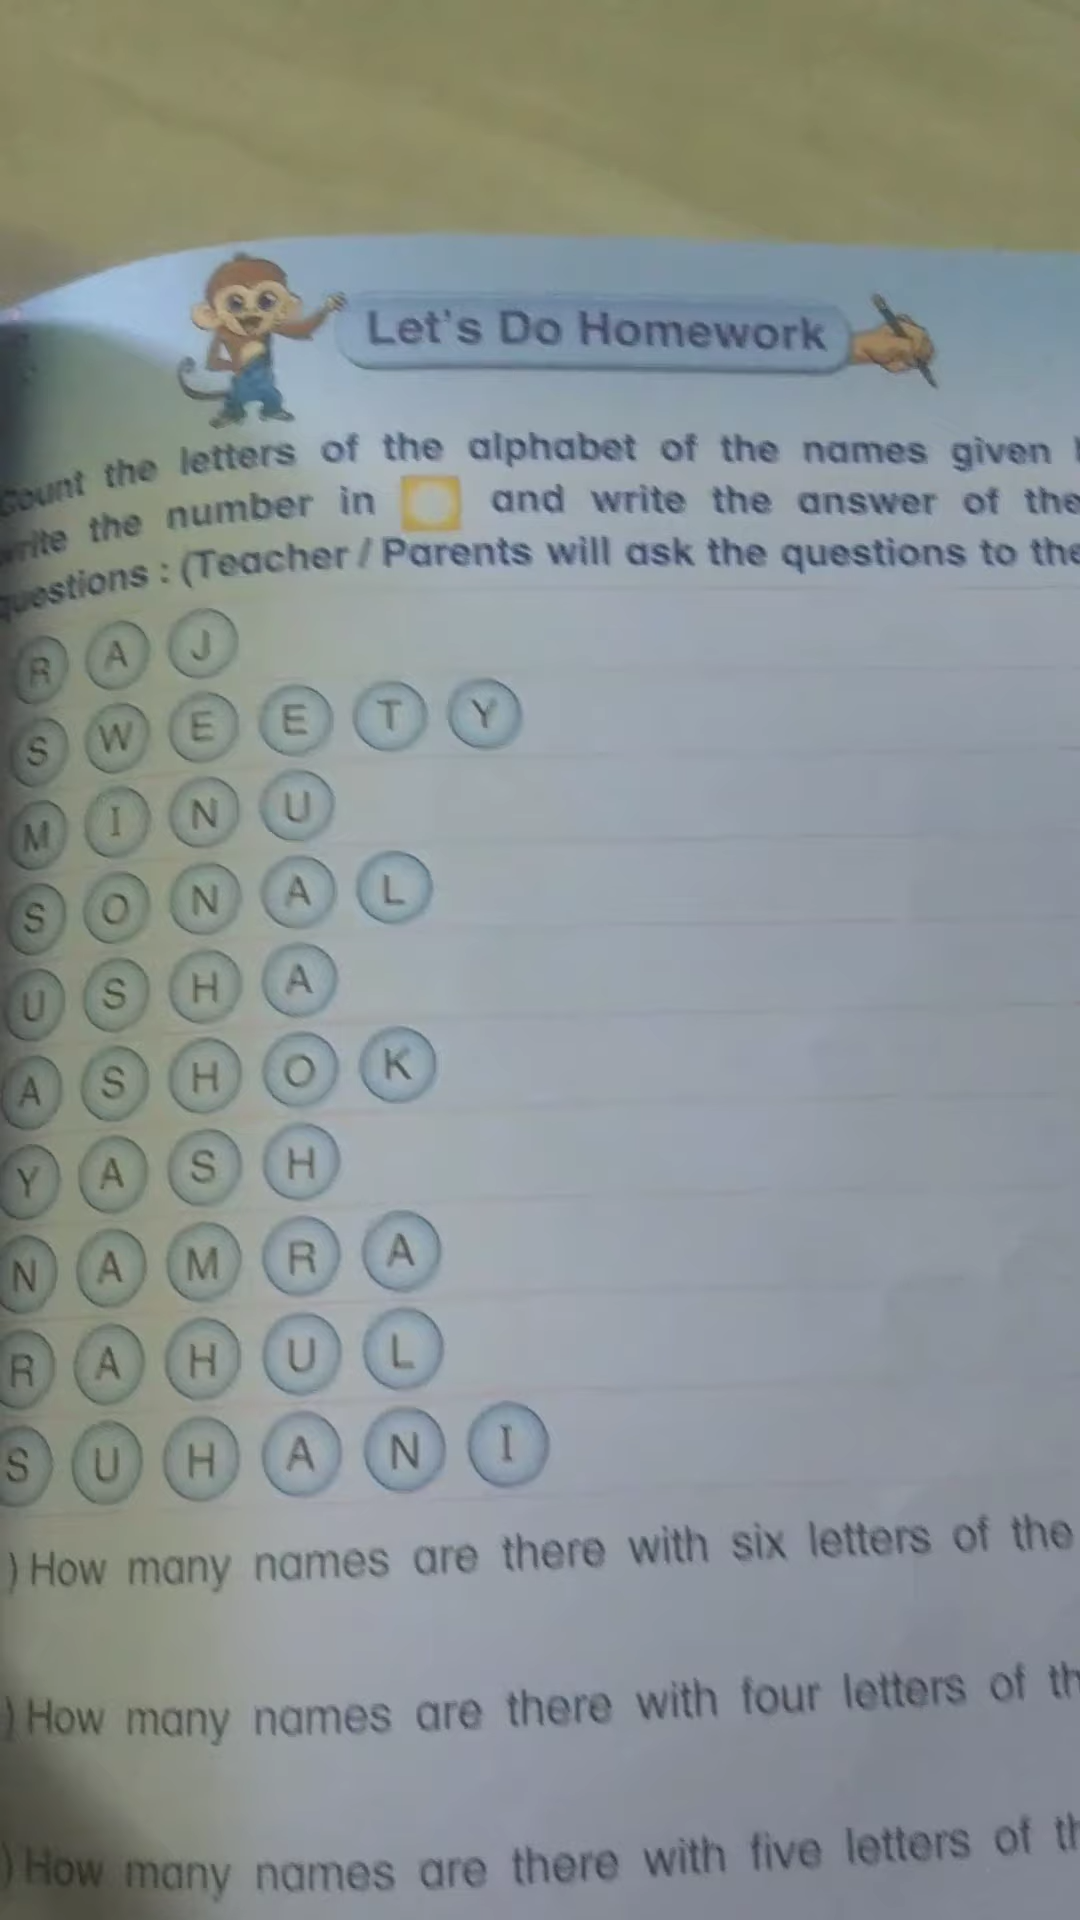 Let's Do Homework
Count the letters of the alphabet of the names given
write the number in and write the answer of the
questions : (Teacher / Parents will ask the questions to the
R A J
S W E E T Y
M I N U
S O N A L
U S H A
A S H O K
Y A S H
N A M R A
R A H U L
S U H A N I
) How many names are there with six letters of the
) How many names are there with four letters of th
) How many names are there with five letters of th